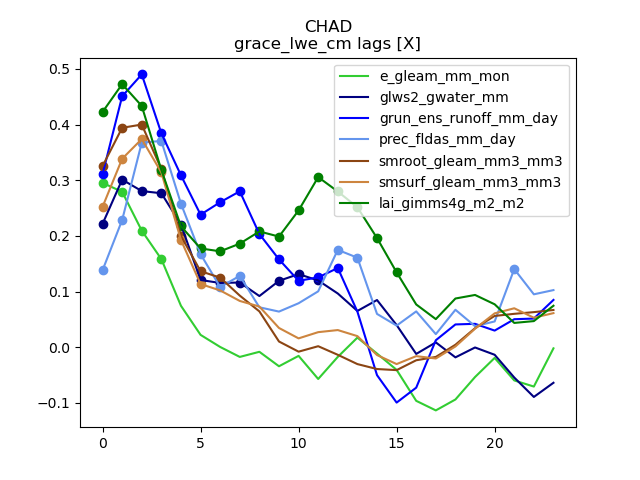 CHAD
grace_lwe_cm lags [X]
0.5
0.4
0.3
0.2
0.1
0.0
−0.1
0
5
10
15
20
e_gleam_mm_mon
glws2_gwater_mm
grun_ens_runoff_mm_day
prec_fldas_mm_day
smroot_gleam_mm3_mm3
smsurf_gleam_mm3_mm3
lai_gimms4g_m2_m2